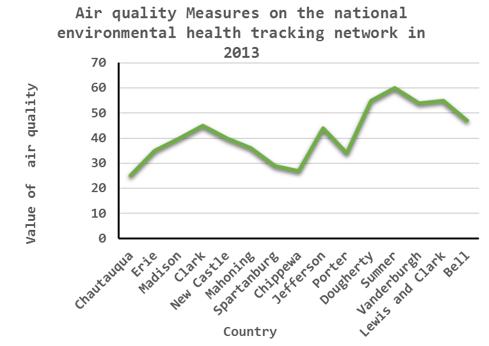 Air quality Measures on the national
environmental health tracking network in
2013
Value of  air quality
70
60
50
40
30
20
10
0
Chautauqua
Erie
Madison
Clark
New Castle
Mahoning
Spartanburg
Chippewa
Jefferson
Porter
Dougherty
Sumner
Vanderburgh
Lewis and Clark
Bell
Country